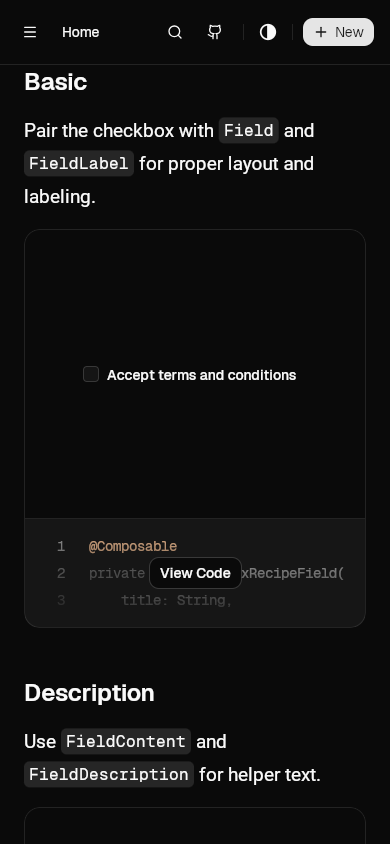 Home
New
Basic
Pair the checkbox with Field and
FieldLabel for proper layout and
labeling.
Accept terms and conditions
1 @Composable
2 private xRecipeField(
View Code
3 title: String,
Description
Use FieldContent and
FieldDescription for helper text.